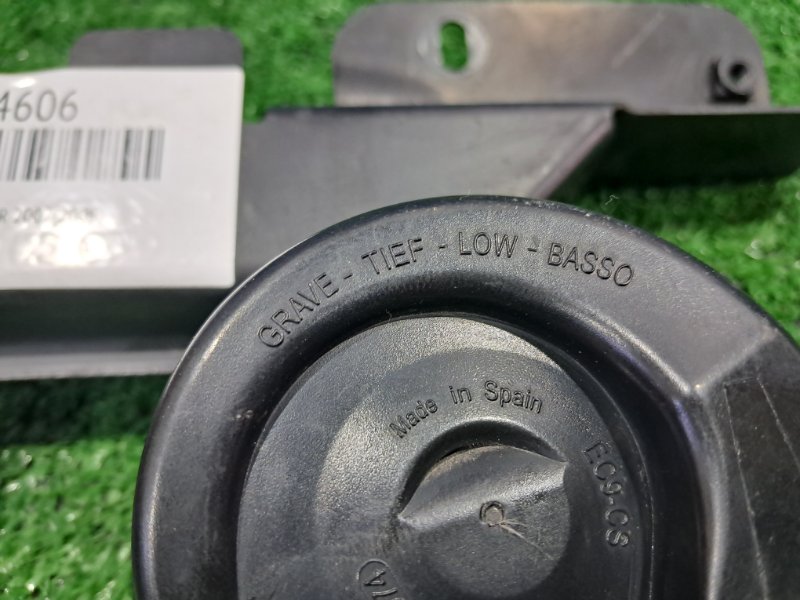 4606
GRAVE - TIEF - LOW - BASSO
Made in Spain
EC9-CS